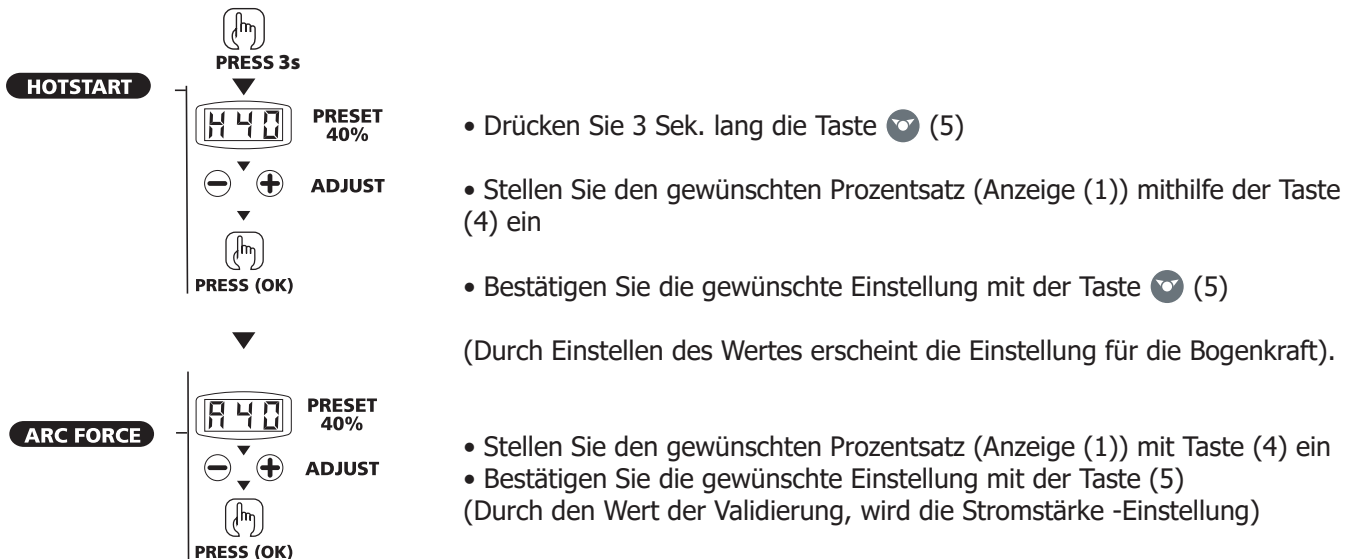 PRESS 3s
HOTSTART
H40
PRESET
40%
• Drücken Sie 3 Sek. lang die Taste (5)
ADJUST
• Stellen Sie den gewünschten Prozentsatz (Anzeige (1)) mithilfe der Taste
(4) ein
PRESS (OK)
• Bestätigen Sie die gewünschte Einstellung mit der Taste (5)
(Durch Einstellen des Wertes erscheint die Einstellung für die Bogenkraft).
ARC FORCE
A40
PRESET
40%
ADJUST
• Stellen Sie den gewünschten Prozentsatz (Anzeige (1)) mit Taste (4) ein
• Bestätigen Sie die gewünschte Einstellung mit der Taste (5)
(Durch den Wert der Validierung, wird die Stromstärke -Einstellung)
PRESS (OK)